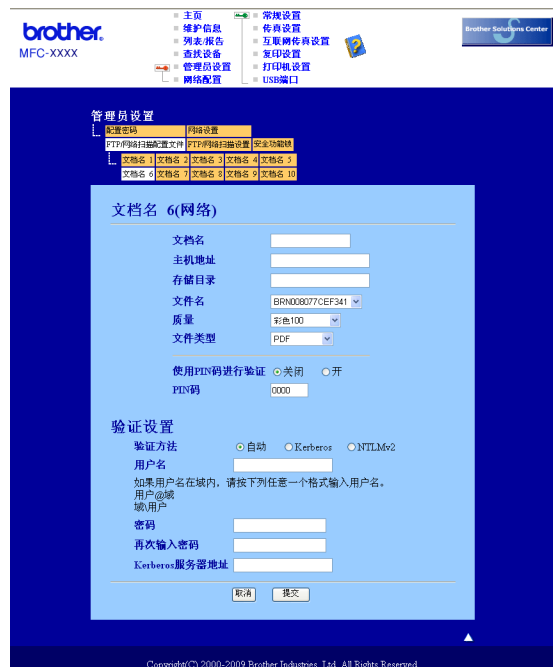 brother.
MFC-XXXX
主页
维护信息
列表/报告
查找设备
管理员设置
网络配置
常规设置
传真设置
互联网传真设置
复印设置
打印机设置
USB端口
Brother Solutions Center
管理员设置
配置密码 网络设置
FTP/网络扫描配置文件 FTP/网络扫描设置 安全功能锁
文档名 1 文档名 2 文档名 3 文档名 4 文档名 5
文档名 6 文档名 7 文档名 8 文档名 9 文档名 10
文档名 6(网络)
文档名
主机地址
存储目录
文件名 BRN008077CEF341
质量 彩色100
文件类型 PDF
使用PIN码进行验证 关闭 开
PIN码 0000
验证设置
验证方法 自动 Kerberos NTLMv2
用户名
如果用户名在域内，请按下列任意一个格式输入用户名。
用户@域
域\用户
密码
再次输入密码
Kerberos服务器地址
取消 提交
Copyright(C) 2000-2009 Brother Industries, Ltd. All Rights Reserved.